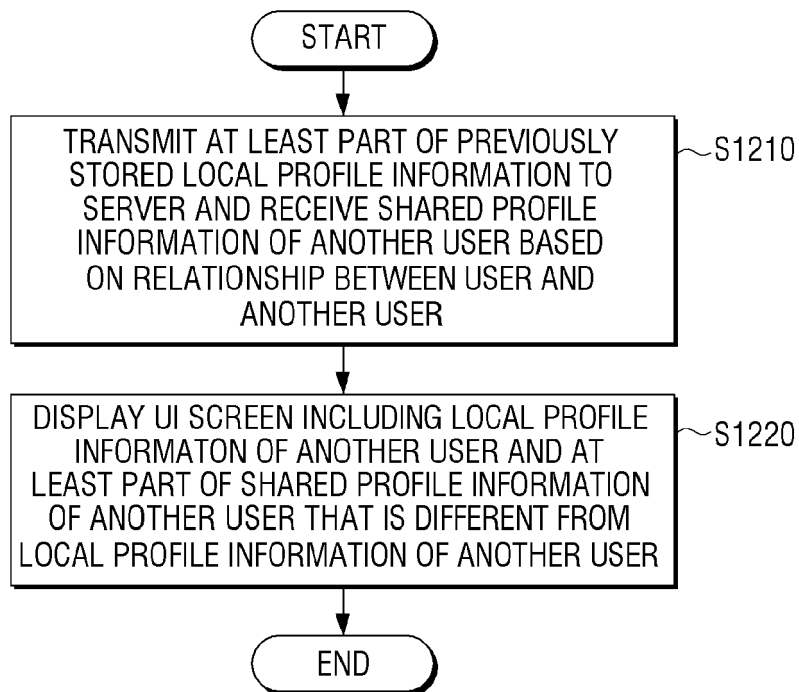 START
TRANSMIT AT LEAST PART OF PREVIOUSLY
STORED LOCAL PROFILE INFORMATION TO
SERVER AND RECEIVE SHARED PROFILE
INFORMATION OF ANOTHER USER BASED
ON RELATIONSHIP BETWEEN USER AND
ANOTHER USER
S1210
DISPLAY UI SCREEN INCLUDING LOCAL PROFILE
INFORMATON OF ANOTHER USER AND AT
LEAST PART OF SHARED PROFILE INFORMATION
OF ANOTHER USER THAT IS DIFFERENT FROM
LOCAL PROFILE INFORMATION OF ANOTHER USER
S1220
END